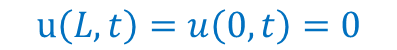 u(L, t) = u(0, t) = 0